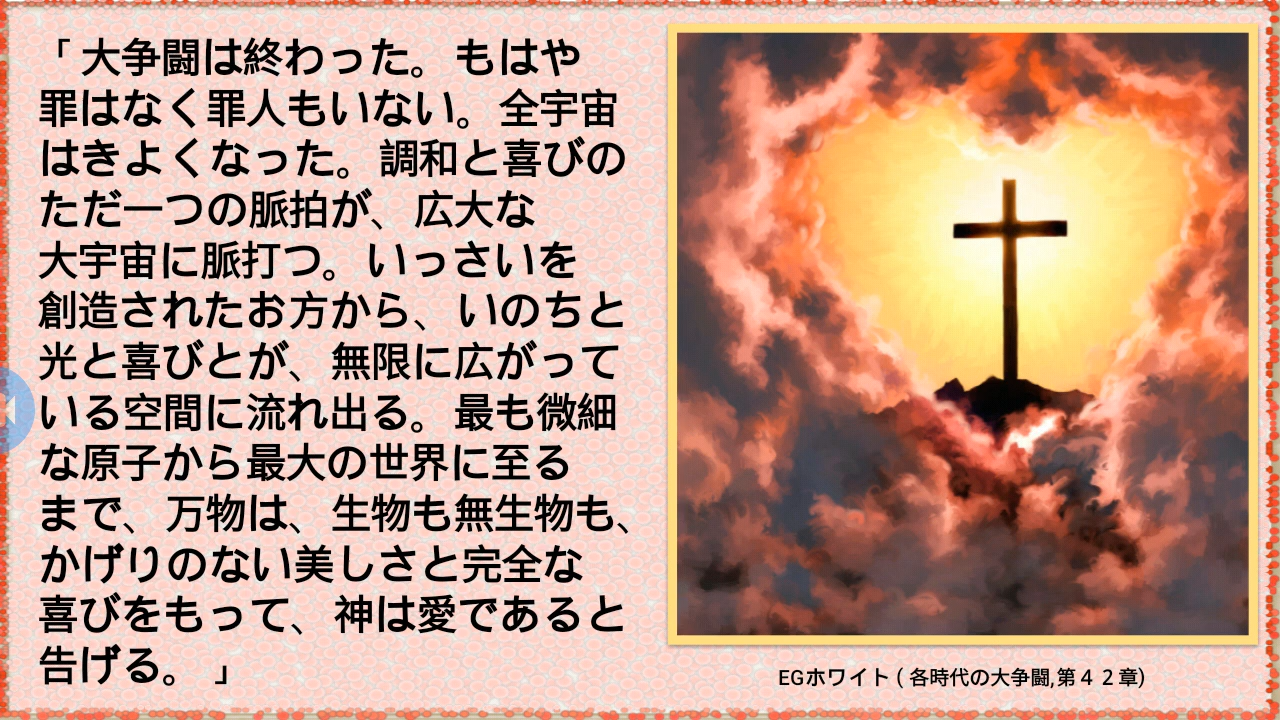 「 大争闘は終わった。 もはや
罪はなく罪人もいない。 全宇宙
はきよくなった。 調和と喜びの
ただ一つの脈拍が、 広大な
大宇宙に脈打つ。 いっさいを
創造されたお方から、 いのちと
光と喜びとが、 無限に広がって
いる空間に流れ出る。 最も微細
な原子から最大の世界に至る
まで、 万物は、 生物も無生物も、
かげりのない美しさと完全な
喜びをもって、 神は愛であると
告げる。 」
EGホワイト ( 各時代の大争闘,第４２章)